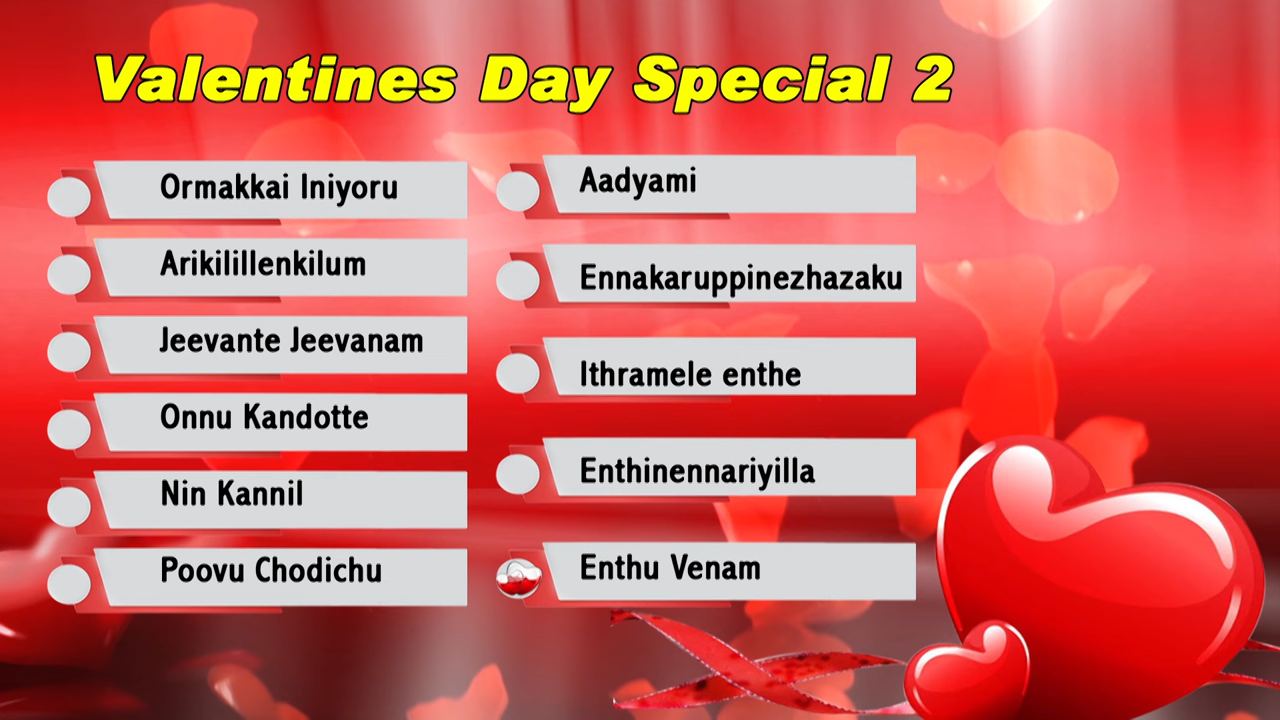 Valentines Day Special 2
Ormakkai Iniyoru
Arikilillenkilum
Jeevante Jeevanam
Onnu Kandotte
Nin Kannil
Poovu Chodichu
Aadyami
Ennakaruppinezhazaku
Ithramele enthe
Enthinennariyilla
Enthu Venam